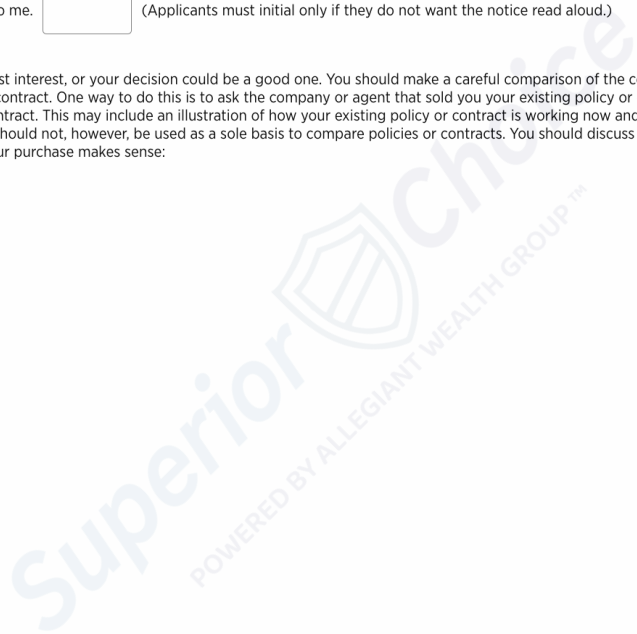 o me. (Applicants must initial only if they do not want the notice read aloud.)
st interest, or your decision could be a good one. You should make a careful comparison of the c
contract. One way to do this is to ask the company or agent that sold you your existing policy or
ntract. This may include an illustration of how your existing policy or contract is working now and
hould not, however, be used as a sole basis to compare policies or contracts. You should discuss
ur purchase makes sense:
Superior Choice
POWERED BY ALLEGIANT WEALTH GROUP ™